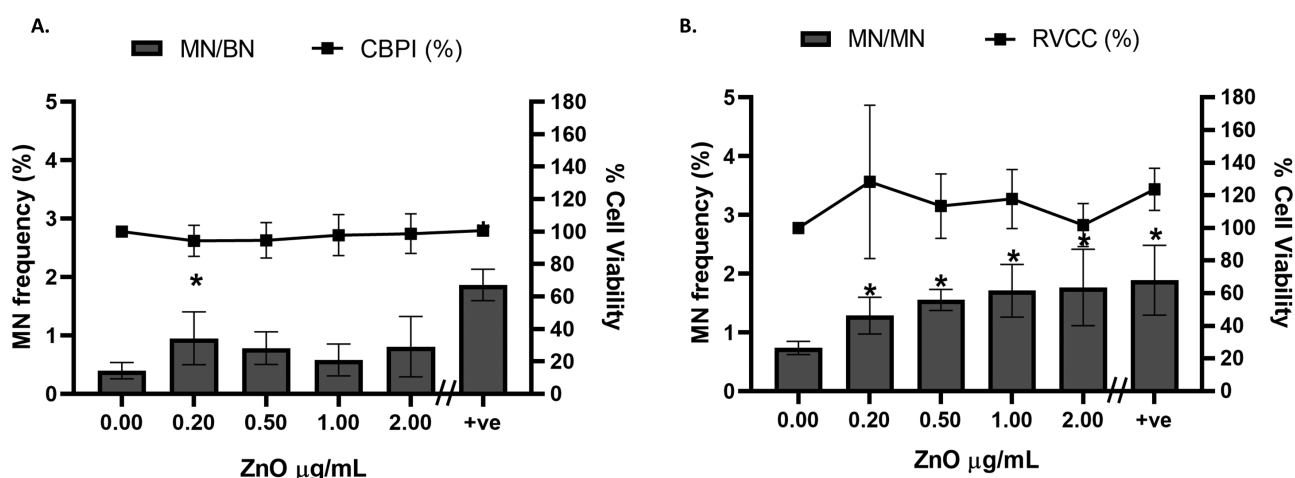 A.
MN/BN CBPI (%)
MN frequency (%)
5
4
3
2
1
0
180
160
140
120
100
80
60
40
20
0
% Cell Viability
*
*
0.00 0.20 0.50 1.00 2.00 +ve
ZnO μg/mL
B.
MN/MN RVCC (%)
MN frequency (%)
5
4
3
2
1
0
180
160
140
120
100
80
60
40
20
0
% Cell Viability
* * * * *
0.00 0.20 0.50 1.00 2.00 +ve
ZnO μg/mL